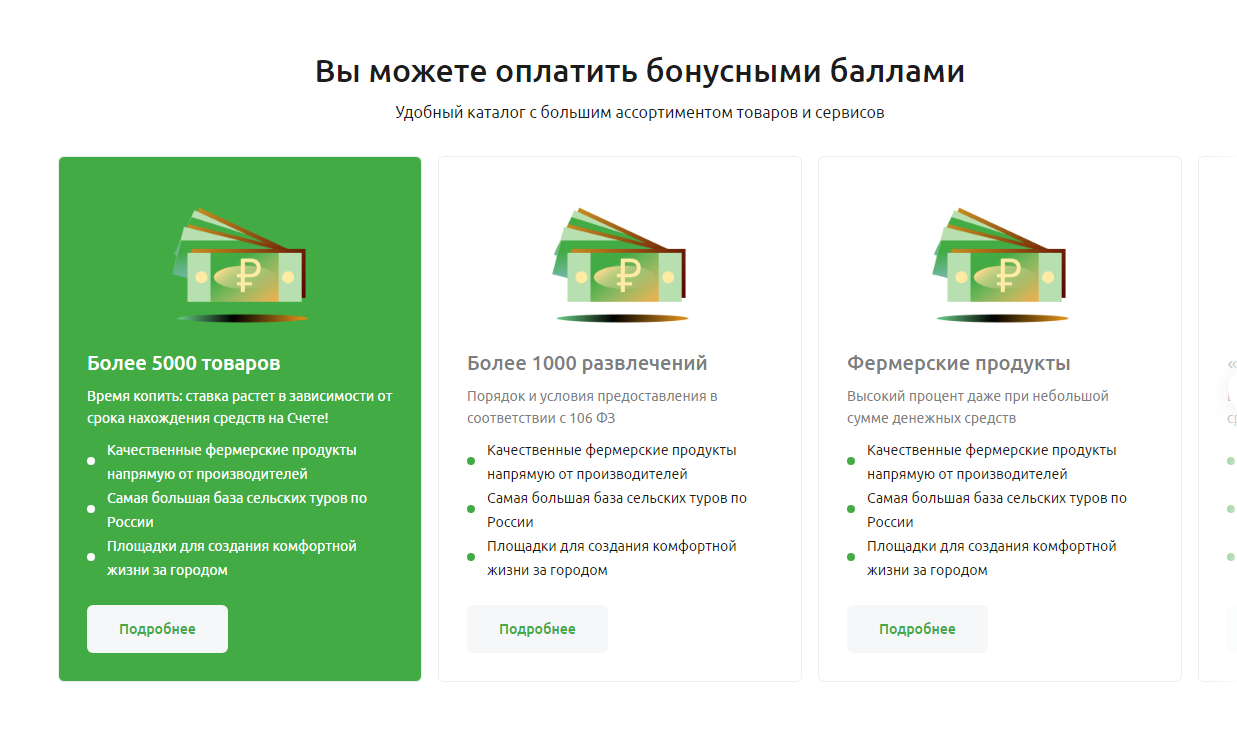 Вы можете оплатить бонусными баллами
Удобный каталог с большим ассортиментом товаров и сервисов
Более 5000 товаров
Время копить: ставка растет в зависимости от
срока нахождения средств на Счете!
Качественные фермерские продукты
напрямую от производителей
Самая большая база сельских туров по
России
Площадки для создания комфортной
жизни за городом
Подробнее
Более 1000 развлечений
Порядок и условия предоставления в
соответствии с 106 ФЗ
Качественные фермерские продукты
напрямую от производителей
Самая большая база сельских туров по
России
Площадки для создания комфортной
жизни за городом
Подробнее
Фермерские продукты
Высокий процент даже при небольшой
сумме денежных средств
Качественные фермерские продукты
напрямую от производителей
Самая большая база сельских туров по
России
Площадки для создания комфортной
жизни за городом
Подробнее